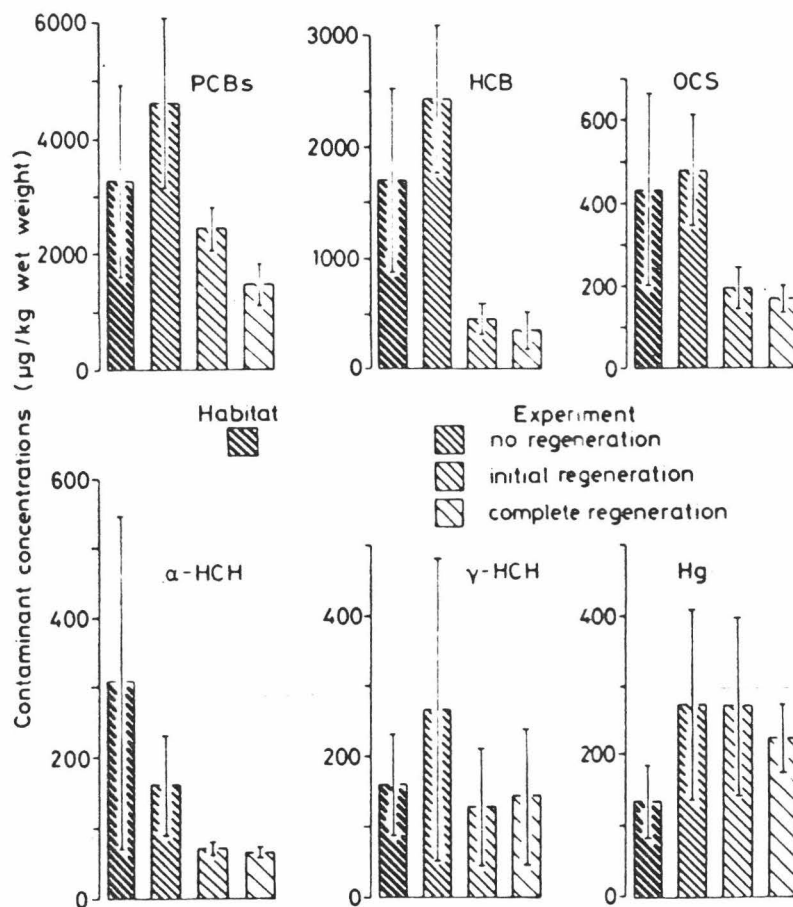 Contaminant concentrations (µg/kg wet weight)
6000
4000
2000
0
PCBs
3000
2000
1000
0
HCB
600
400
200
0
OCS
Habitat
Experiment
no regeneration
initial regeneration
complete regeneration
600
400
200
0
α-HCH
400
200
0
γ-HCH
400
200
0
Hg